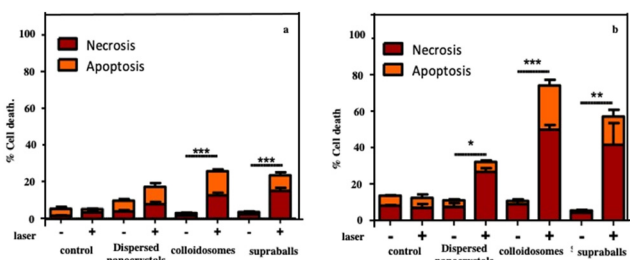 a
100
80
60
40
20
0
% Cell death.
Necrosis
Apoptosis
***
***
laser - + - + - + - +
control Dispersed colloidosomes supraballs
b
100
80
60
40
20
0
% Cell death
Necrosis
Apoptosis
*
***
**
laser - + - + - + - +
control Dispersed colloidosomes supraballs